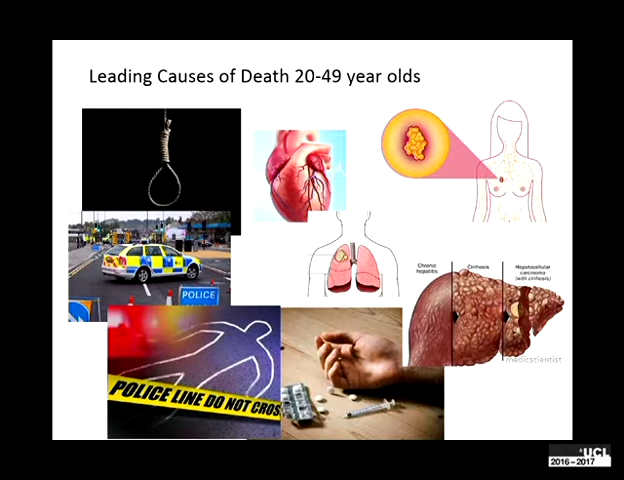 Leading Causes of Death 20-49 year olds
Chronic
hepatitis
Cirrhosis
Hepatocellular
carcinoma
(with cirrhosis)
POLICE
medicscientist
POLICE LINE DO NOT CROS
UCL
2016–2017